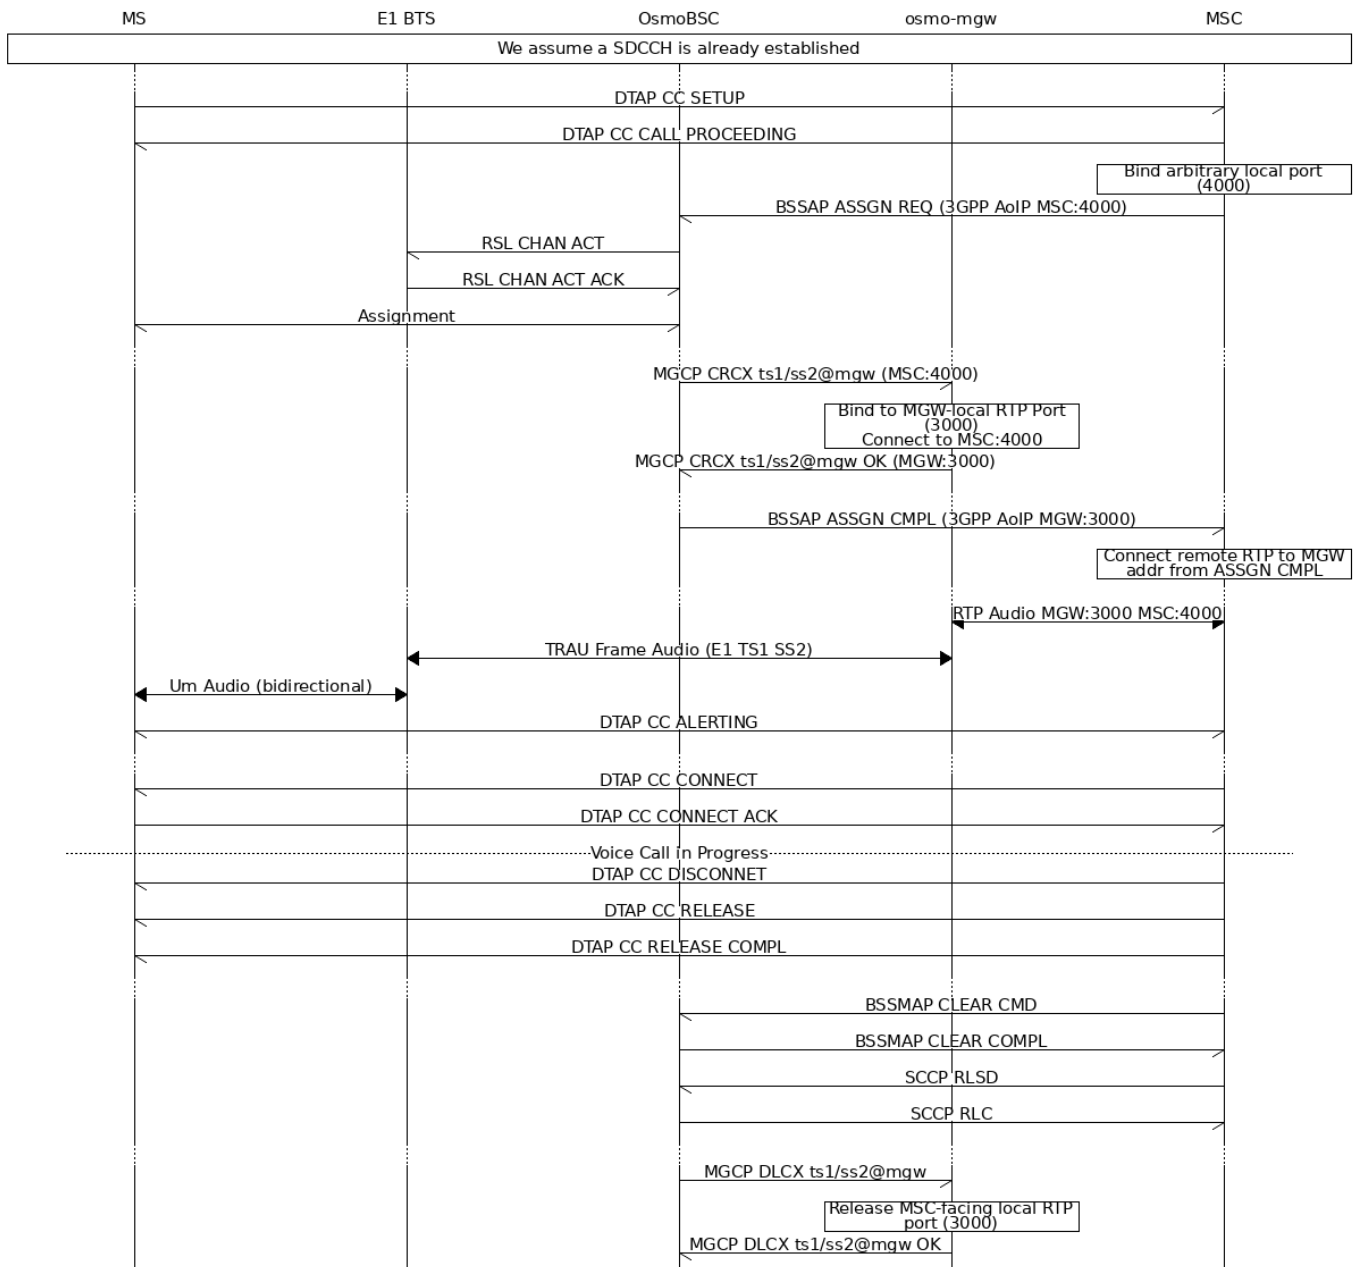 MS E1 BTS OsmoBSC osmo-mgw MSC
We assume a SDCCH is already established
DTAP CC SETUP
DTAP CC CALL PROCEEDING
Bind arbitrary local port
(4000)
BSSAP ASSGN REQ (3GPP AoIP MSC:4000)
RSL CHAN ACT
RSL CHAN ACT ACK
Assignment
MGCP CRCX ts1/ss2@mgw (MSC:4000)
Bind to MGW-local RTP Port
(3000)
Connect to MSC:4000
MGCP CRCX ts1/ss2@mgw OK (MGW:3000)
BSSAP ASSGN CMPL (3GPP AoIP MGW:3000)
Connect remote RTP to MGW
addr from ASSGN CMPL
RTP Audio MGW:3000 MSC:4000
TRAU Frame Audio (E1 TS1 SS2)
Um Audio (bidirectional)
DTAP CC ALERTING
DTAP CC CONNECT
DTAP CC CONNECT ACK
Voice Call in Progress
DTAP CC DISCONNET
DTAP CC RELEASE
DTAP CC RELEASE COMPL
BSSMAP CLEAR CMD
BSSMAP CLEAR COMPL
SCCP RLSD
SCCP RLC
MGCP DLCX ts1/ss2@mgw
Release MSC-facing local RTP
port (3000)
MGCP DLCX ts1/ss2@mgw OK